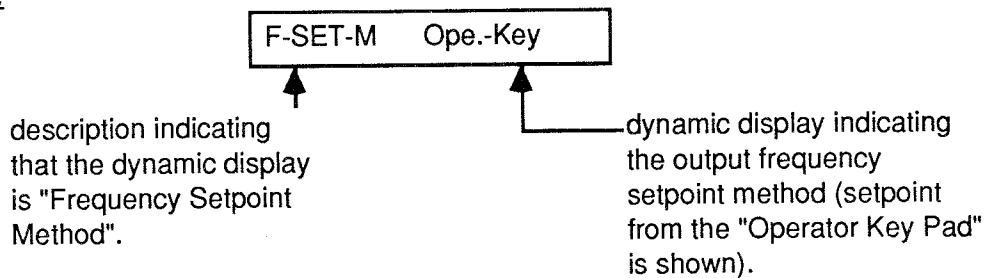 F-SET-M Ope.-Key
description indicating
that the dynamic display
is "Frequency Setpoint
Method".
dynamic display indicating
the output frequency
setpoint method (setpoint
from the "Operator Key Pad"
is shown).